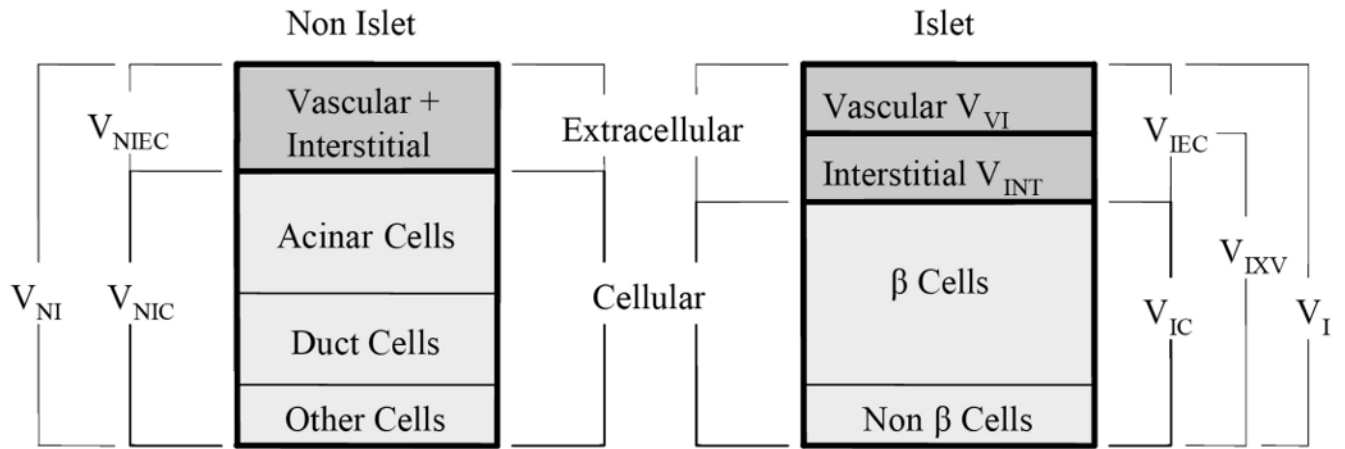 Non Islet
Islet
Vascular +
Interstitial
Acinar Cells
Duct Cells
Other Cells
V_NIEC
V_NI
V_NIC
Extracellular
Cellular
Vascular V_VI
Interstitial V_INT
β Cells
Non β Cells
V_IEC
V_IXV
V_IC
V_I